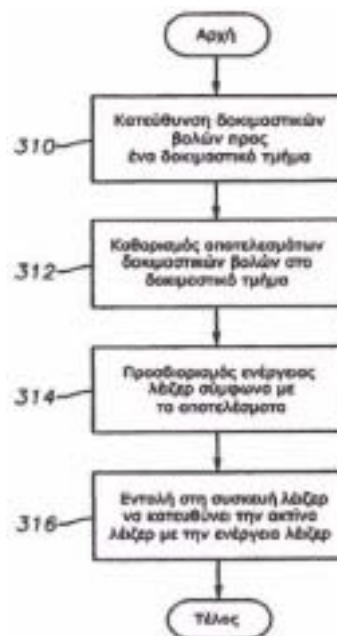 Αρχή
310
Κατεύθυνση δοκιμαστικών
βολών προς
ένα δοκιμαστικό τμήμα
312
Καθορισμός αποτελεσμάτων
δοκιμαστικών βολών στο
δοκιμαστικό τμήμα
314
Προσδιορισμός ενέργειας
λέιζερ σύμφωνα με
τα αποτελέσματα
316
Εντολή στη συσκευή λέιζερ
να κατευθύνει την ακτίνα
λέιζερ με την ενέργεια λέιζερ
Τέλος